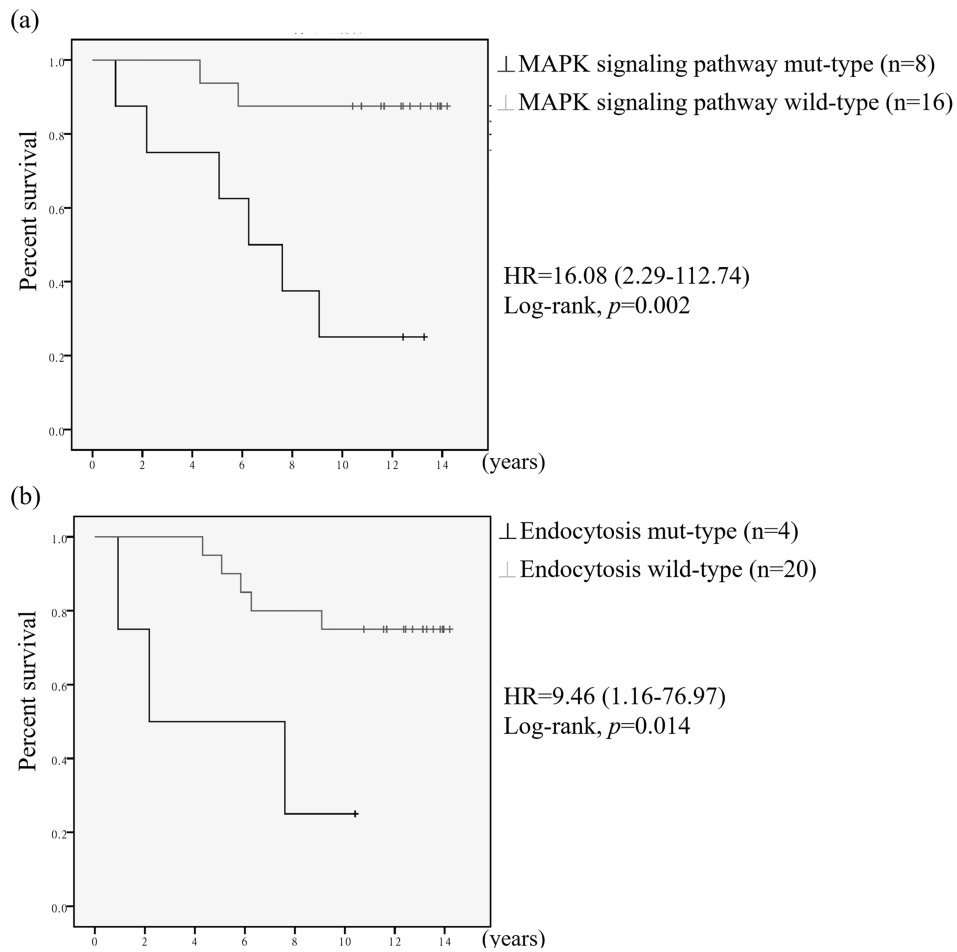 (a)
⊥MAPK signaling pathway mut-type (n=8)
⊥MAPK signaling pathway wild-type (n=16)
Percent survival
1.0
0.8
0.6
0.4
0.2
0.0
HR=16.08 (2.29-112.74)
Log-rank, p=0.002
0 2 4 6 8 10 12 14 (years)
(b)
⊥Endocytosis mut-type (n=4)
⊥Endocytosis wild-type (n=20)
Percent survival
1.0
0.8
0.6
0.4
0.2
0.0
HR=9.46 (1.16-76.97)
Log-rank, p=0.014
0 2 4 6 8 10 12 14 (years)